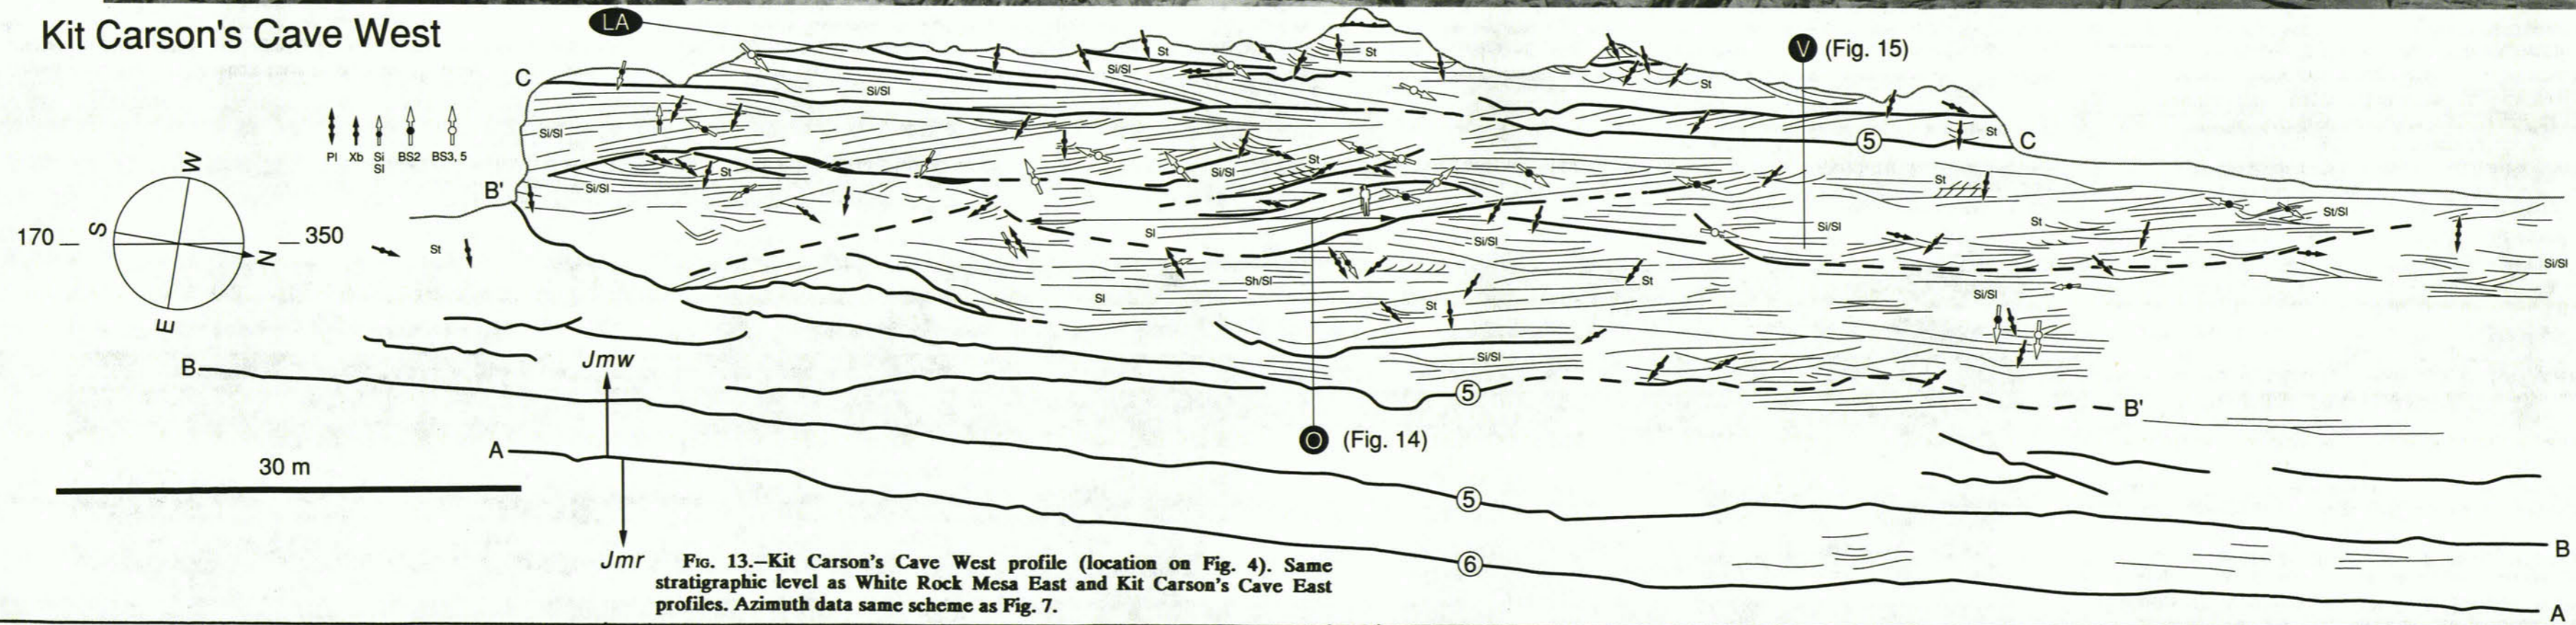 Kit Carson's Cave West
LA
V (Fig. 15)
C
St
St
Si/Sl
Si/Sl
St
Si/Sl
5
St
C
Pl Xb Si BS2 BS3, 5
Sl
W
S
N
E
170
350
B'
Si/Sl
St
St
Si/Sl
St
St
St/Sl
St
Sl
Si/Sl
Si/Sl
Si/Sl
Sl
Sh/Sl
St
St
Si/Sl
Si/Sl
B
Jmw
5
B'
A
O (Fig. 14)
30 m
5
B
Jmr
6
A
FIG. 13.—Kit Carson's Cave West profile (location on Fig. 4). Same
stratigraphic level as White Rock Mesa East and Kit Carson's Cave East
profiles. Azimuth data same scheme as Fig. 7.